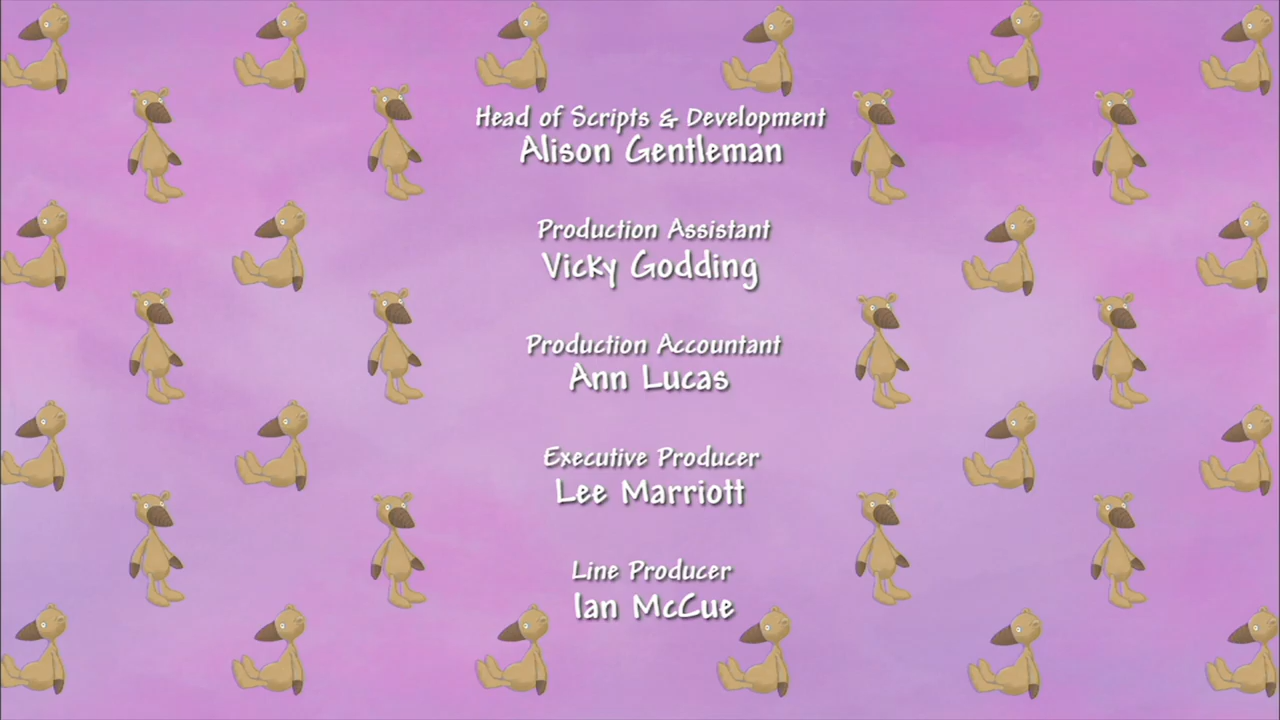 Head of Scripts & Development
Alison Gentleman
Production Assistant
Vicky Godding
Production Accountant
Ann Lucas
Executive Producer
Lee Marriott
Line Producer
Ian McCue